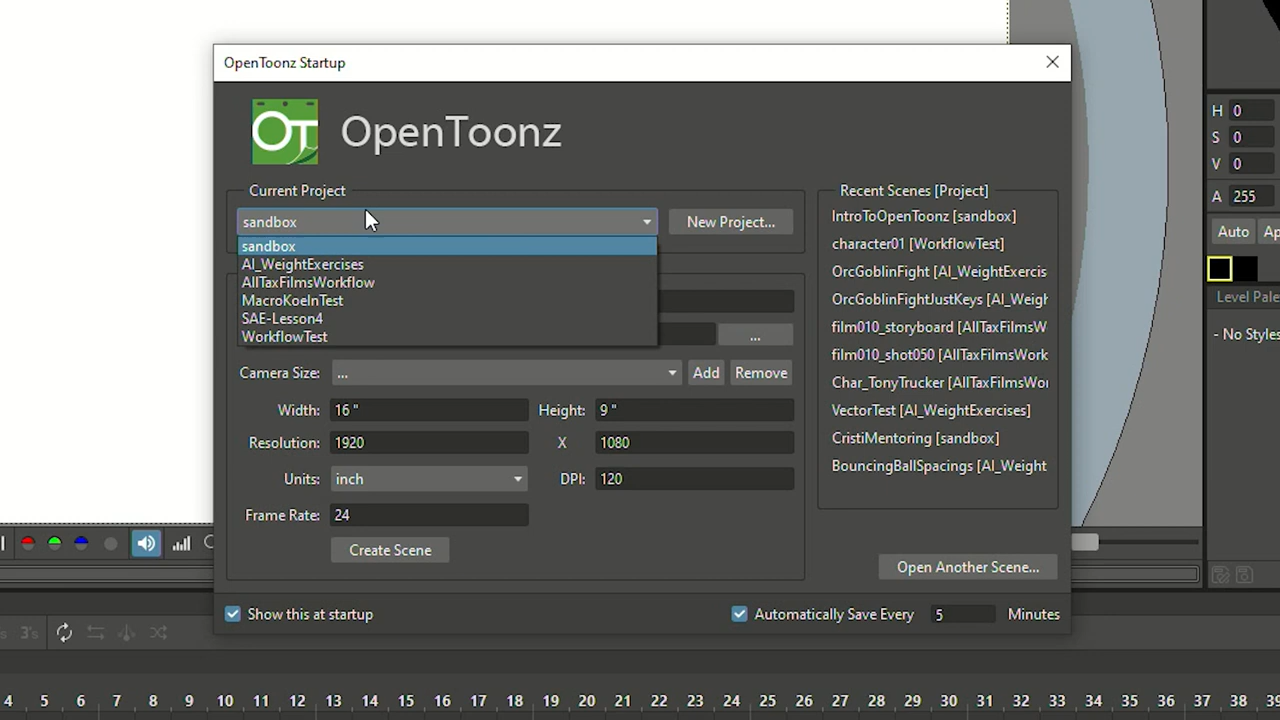 OpenToonz Startup
OT OpenToonz
Current Project
sandbox
New Project...
sandbox
AI_WeightExercises
AllTaxFilmsWorkflow
MacroKoelnTest
SAE-Lesson4
WorkflowTest
...
Camera Size: ... Add Remove
Width: 16 " Height: 9 "
Resolution: 1920 X 1080
Units: inch DPI: 120
Frame Rate: 24
Create Scene
Recent Scenes [Project]
IntroToOpenToonz [sandbox]
character01 [WorkflowTest]
OrcGoblinFight [AI_WeightExercis
OrcGoblinFightJustKeys [AI_Weigh
film010_storyboard [AllTaxFilmsW
film010_shot050 [AllTaxFilmsWork
Char_TonyTrucker [AllTaxFilmsWor
VectorTest [AI_WeightExercises]
CristiMentoring [sandbox]
BouncingBallSpacings [AI_Weight
Open Another Scene...
Show this at startup
Automatically Save Every 5 Minutes
H 0
S 0
V 0
A 255
Auto Ap
Level Pale
- No Styles
3's
4 5 6 7 8 9 10 11 12 13 14 15 16 17 18 19 20 21 22 23 24 25 26 27 28 29 30 31 32 33 34 35 36 37 38 39